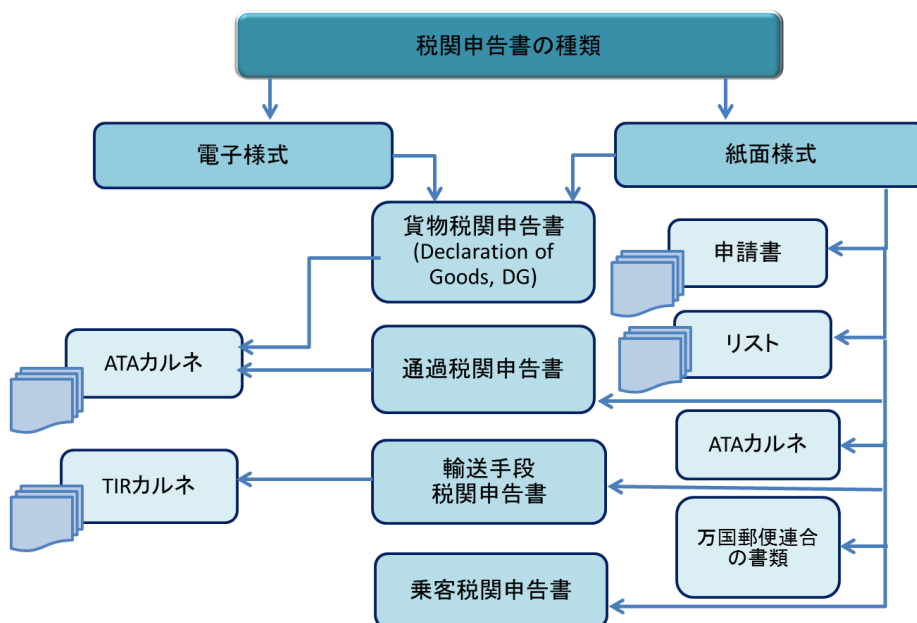 税関申告書の種類
電子様式
紙面様式
貨物税関申告書
(Declaration of
Goods, DG)
申請書
リスト
ATAカルネ
通過税関申告書
ATAカルネ
TIRカルネ
輸送手段
税関申告書
万国郵便連合
の書類
乗客税関申告書